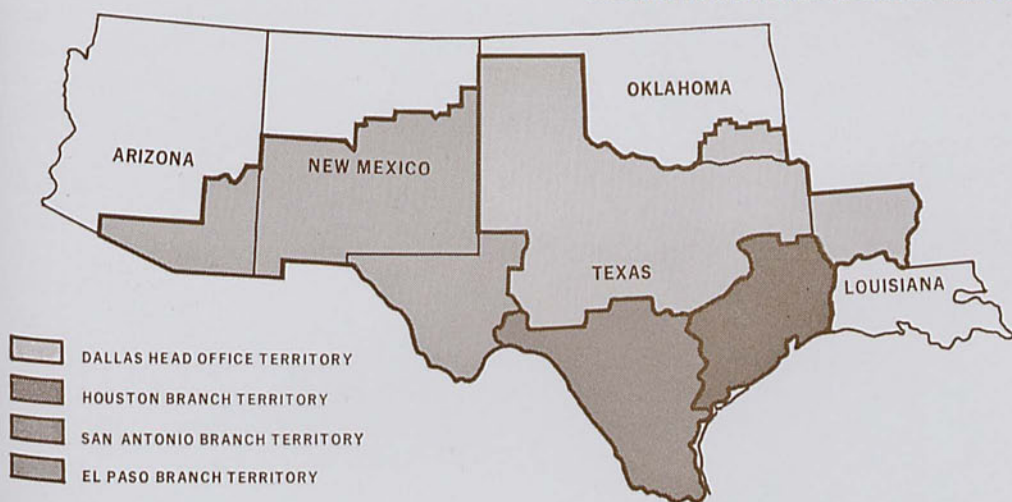 OKLAHOMA
ARIZONA
NEW MEXICO
TEXAS
LOUISIANA
DALLAS HEAD OFFICE TERRITORY
HOUSTON BRANCH TERRITORY
SAN ANTONIO BRANCH TERRITORY
EL PASO BRANCH TERRITORY